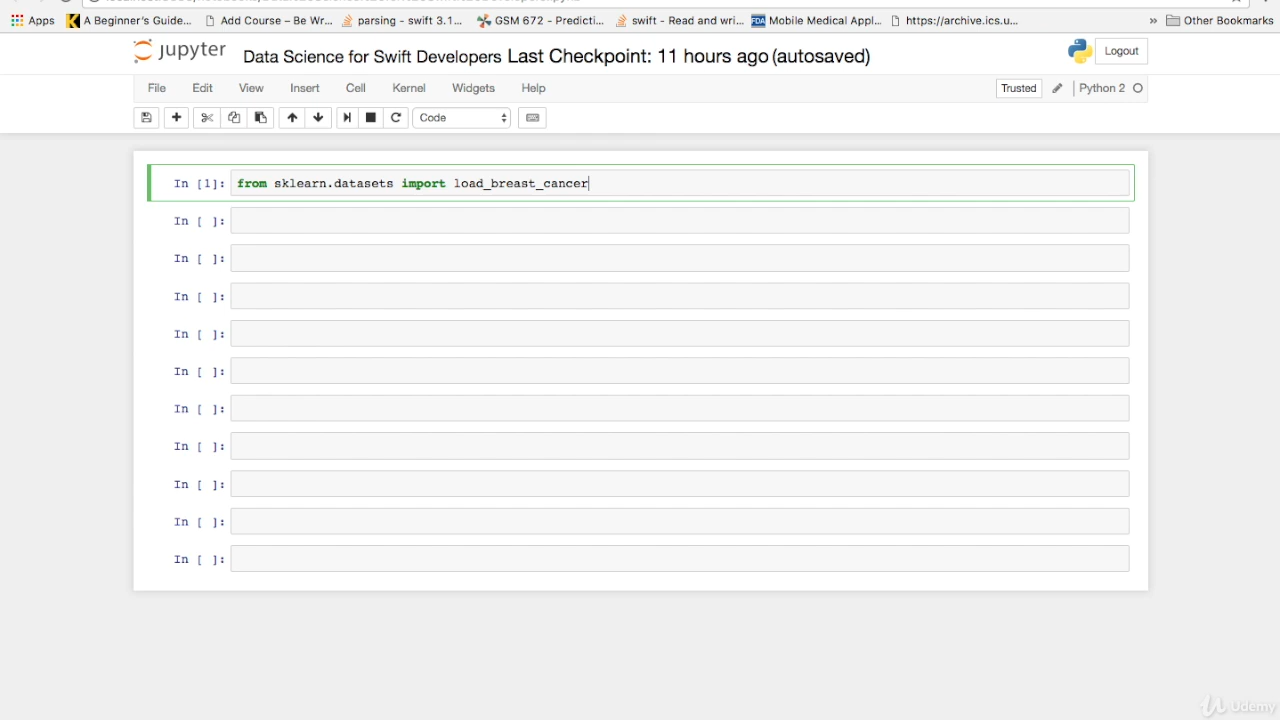 Apps A Beginner's Guide... Add Course – Be Wr... parsing - swift 3.1... GSM 672 - Predicti... swift - Read and wri... FDA Mobile Medical Appl... https://archive.ics.u... » Other Bookmarks
jupyter Data Science for Swift Developers Last Checkpoint: 11 hours ago (autosaved) Logout
File Edit View Insert Cell Kernel Widgets Help Trusted Python 2
Code
In [1]: from sklearn.datasets import load_breast_cancer
In [ ]:
In [ ]:
In [ ]:
In [ ]:
In [ ]:
In [ ]:
In [ ]:
In [ ]:
In [ ]:
In [ ]:
Udemy